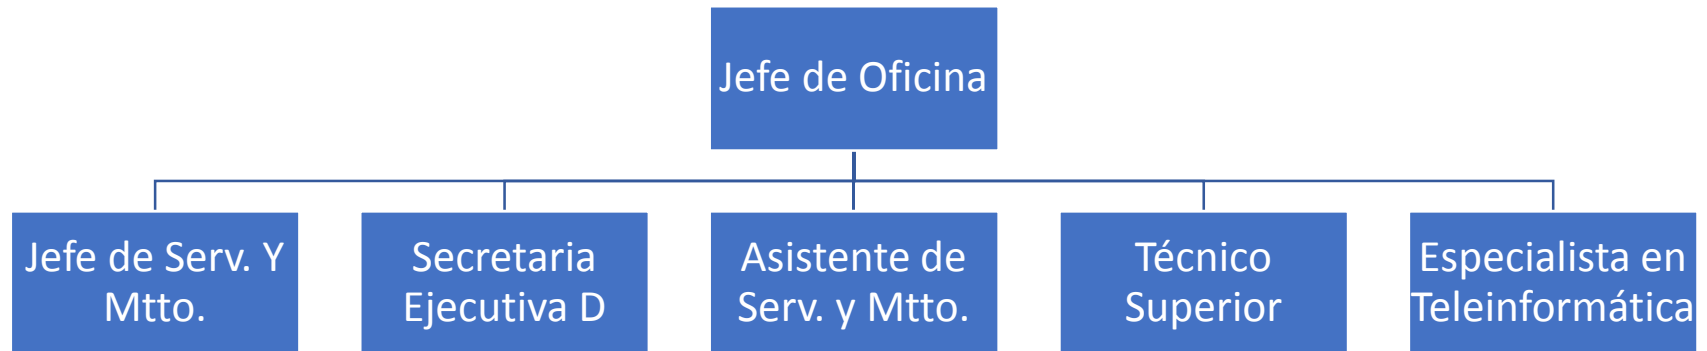 Jefe de Oficina
Jefe de Serv. Y
Mtto.
Secretaria
Ejecutiva D
Asistente de
Serv. y Mtto.
Técnico
Superior
Especialista en
Teleinformática